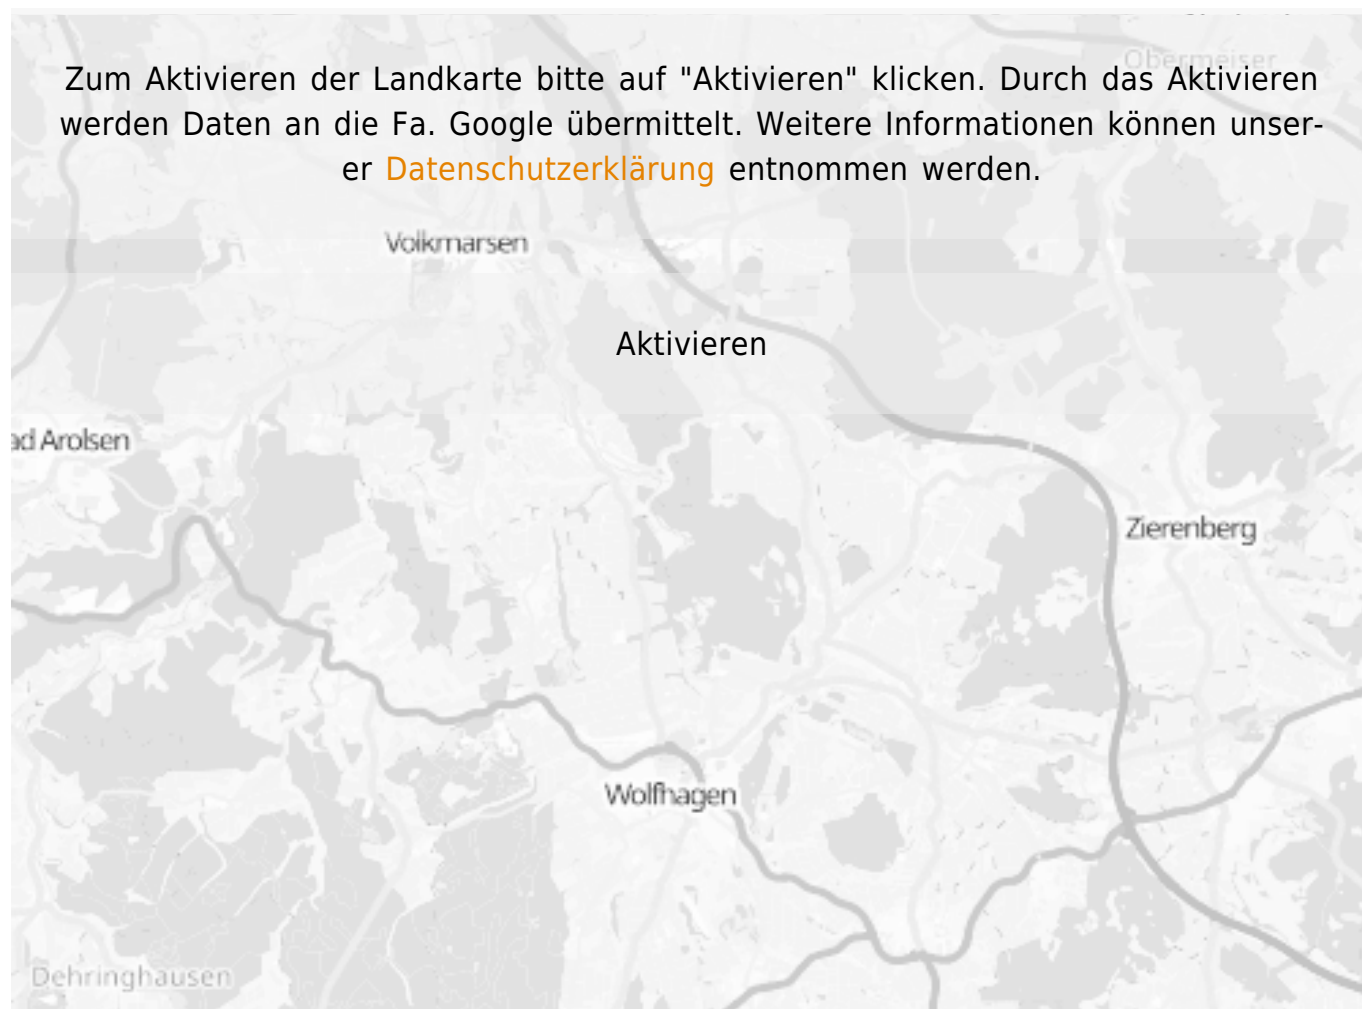 Obermeiser
Zum Aktivieren der Landkarte bitte auf "Aktivieren" klicken. Durch das Aktivieren
werden Daten an die Fa. Google übermittelt. Weitere Informationen können unser-
er Datenschutzerklärung entnommen werden.
Volkmarsen
Aktivieren
ad Arolsen
Zierenberg
Wolfhagen
Dehringhausen